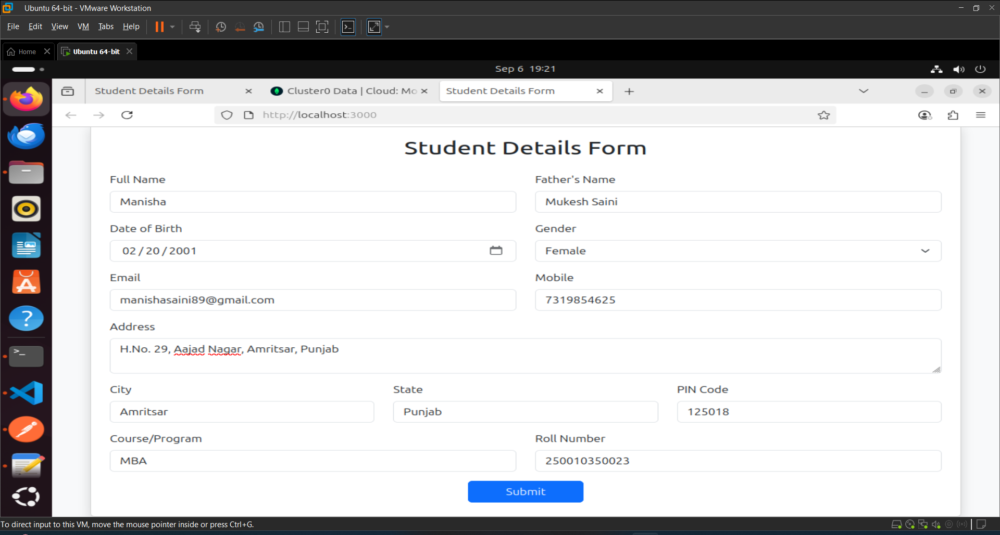 Ubuntu 64-bit - VMware Workstation
File Edit View VM Tabs Help
Home Ubuntu 64-bit
Sep 6 19:21
Student Details Form Cluster0 Data | Cloud: Mo Student Details Form
http://localhost:3000
Student Details Form
Full Name Father's Name
Manisha Mukesh Saini
Date of Birth Gender
02 / 20 / 2001 Female
Email Mobile
manishasaini89@gmail.com 7319854625
Address
H.No. 29, Aajad Nagar, Amritsar, Punjab
City State PIN Code
Amritsar Punjab 125018
Course/Program Roll Number
MBA 250010350023
Submit
To direct input to this VM, move the mouse pointer inside or press Ctrl+G.